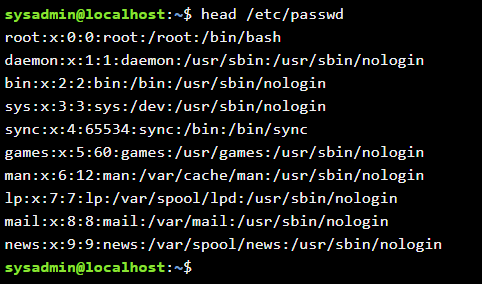 sysadmin@localhost:~$ head /etc/passwd
root:x:0:0:root:/root:/bin/bash
daemon:x:1:1:daemon:/usr/sbin:/usr/sbin/nologin
bin:x:2:2:bin:/bin:/usr/sbin/nologin
sys:x:3:3:sys:/dev:/usr/sbin/nologin
sync:x:4:65534:sync:/bin:/bin/sync
games:x:5:60:games:/usr/games:/usr/sbin/nologin
man:x:6:12:man:/var/cache/man:/usr/sbin/nologin
lp:x:7:7:lp:/var/spool/lpd:/usr/sbin/nologin
mail:x:8:8:mail:/var/mail:/usr/sbin/nologin
news:x:9:9:news:/var/spool/news:/usr/sbin/nologin
sysadmin@localhost:~$